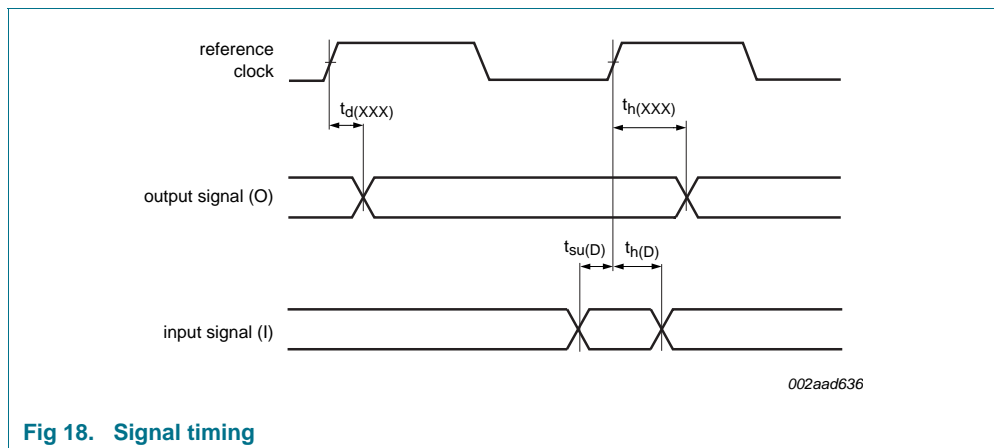 reference
clock
td(XXX)
th(XXX)
output signal (O)
tsu(D)
th(D)
input signal (I)
002aad636
Fig 18. Signal timing